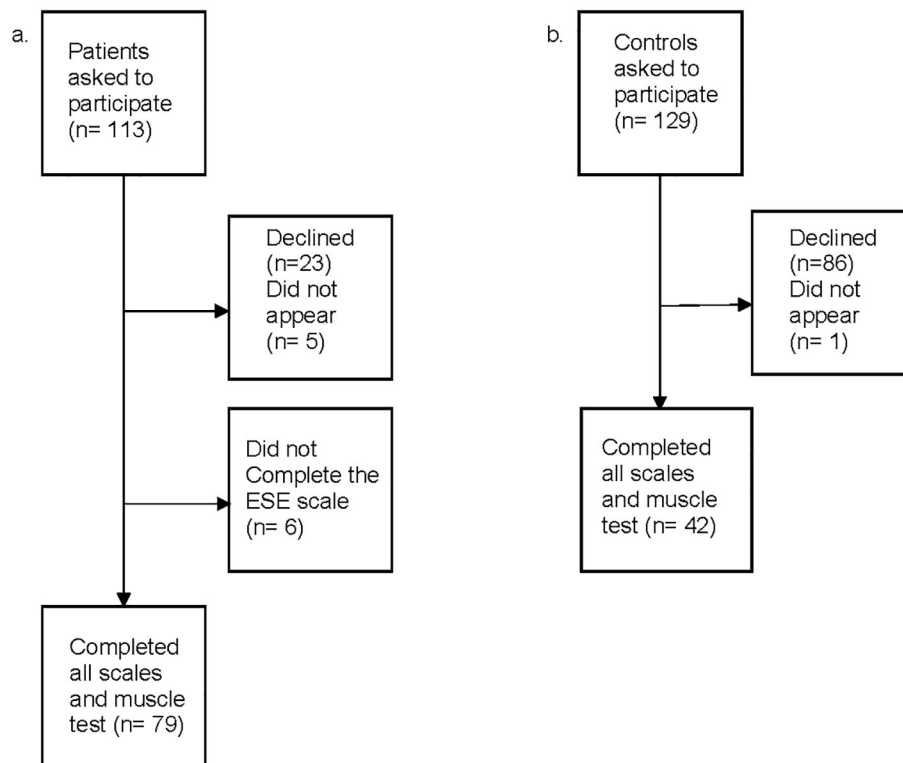 a.
Patients
asked to
participate
(n= 113)
Declined
(n=23)
Did not
appear
(n= 5)
Did not
Complete the
ESE scale
(n= 6)
Completed
all scales
and muscle
test (n= 79)
b.
Controls
asked to
participate
(n= 129)
Declined
(n=86)
Did not
appear
(n= 1)
Completed
all scales
and muscle
test (n= 42)